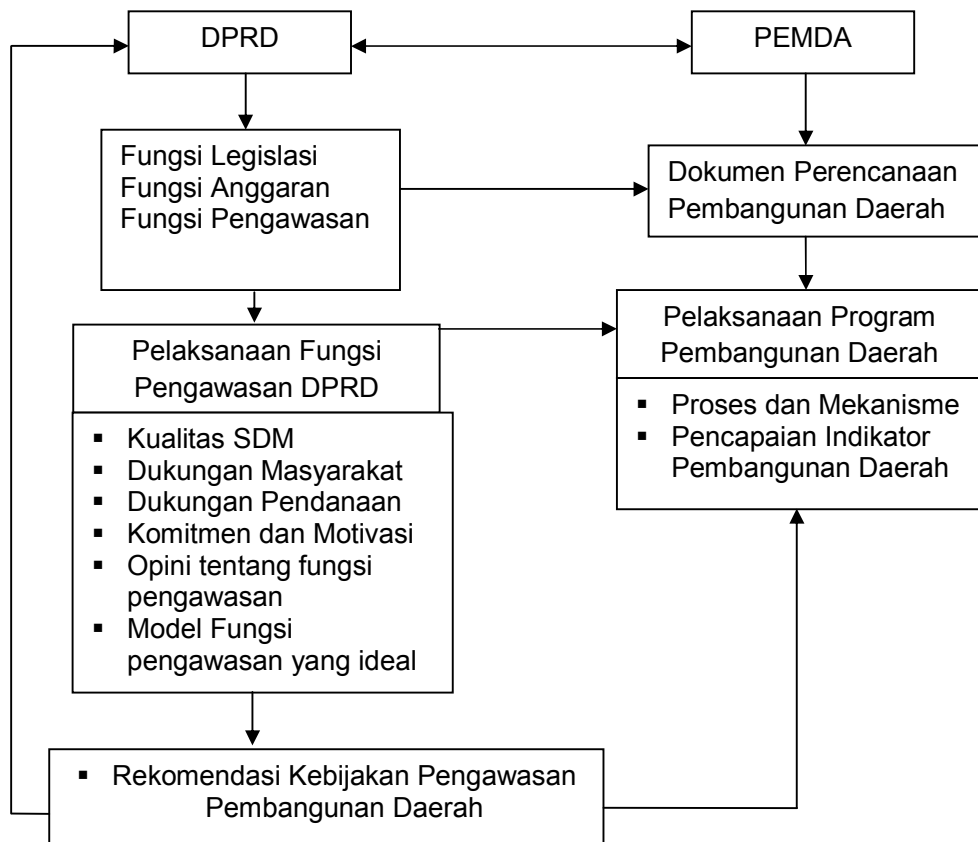 DPRD
PEMDA
Fungsi Legislasi
Fungsi Anggaran
Fungsi Pengawasan
Dokumen Perencanaan
Pembangunan Daerah
Pelaksanaan Fungsi
Pengawasan DPRD
▪ Kualitas SDM
▪ Dukungan Masyarakat
▪ Dukungan Pendanaan
▪ Komitmen dan Motivasi
▪ Opini tentang fungsi
pengawasan
▪ Model Fungsi
pengawasan yang ideal
Pelaksanaan Program
Pembangunan Daerah
▪ Proses dan Mekanisme
▪ Pencapaian Indikator
Pembangunan Daerah
▪ Rekomendasi Kebijakan Pengawasan
Pembangunan Daerah